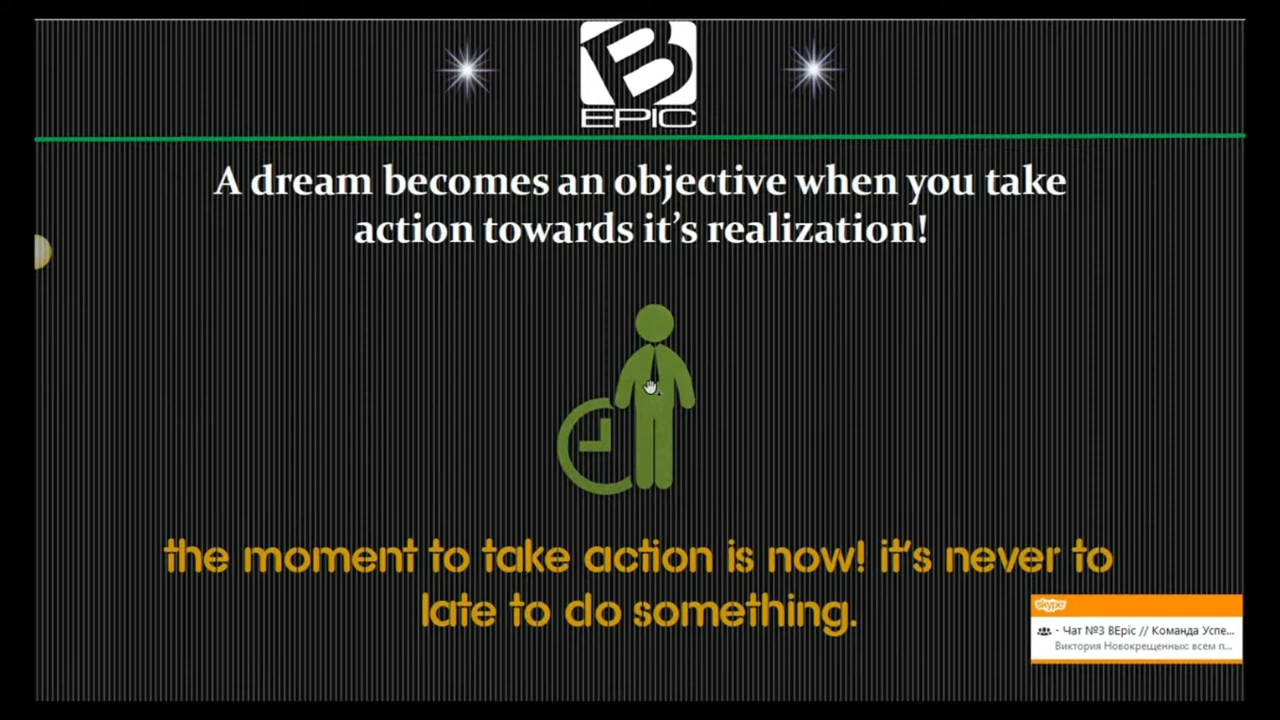 B
EPIC
A dream becomes an objective when you take
action towards it's realization!
the moment to take action is now! it's never to
late to do something.
skype
- Чат №3 BEpic // Команда Успе...
Виктория Новокрещенных: всем п...